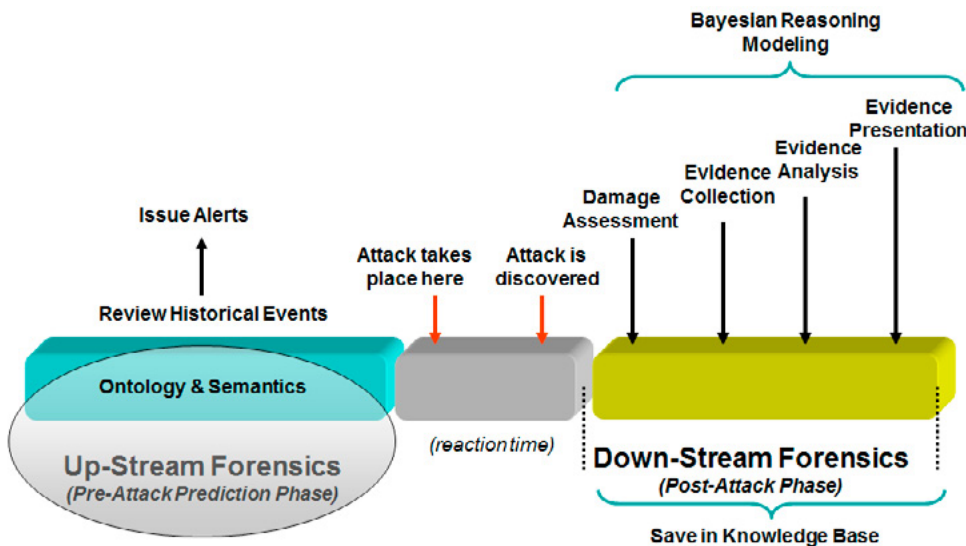 Bayesian Reasoning
Modeling
Evidence
Presentation
Evidence
Analysis
Evidence
Collection
Damage
Assessment
Issue Alerts
Attack takes
place here
Attack is
discovered
Review Historical Events
Ontology & Semantics
Up-Stream Forensics
(Pre-Attack Prediction Phase)
(reaction time)
Down-Stream Forensics
(Post-Attack Phase)
Save in Knowledge Base